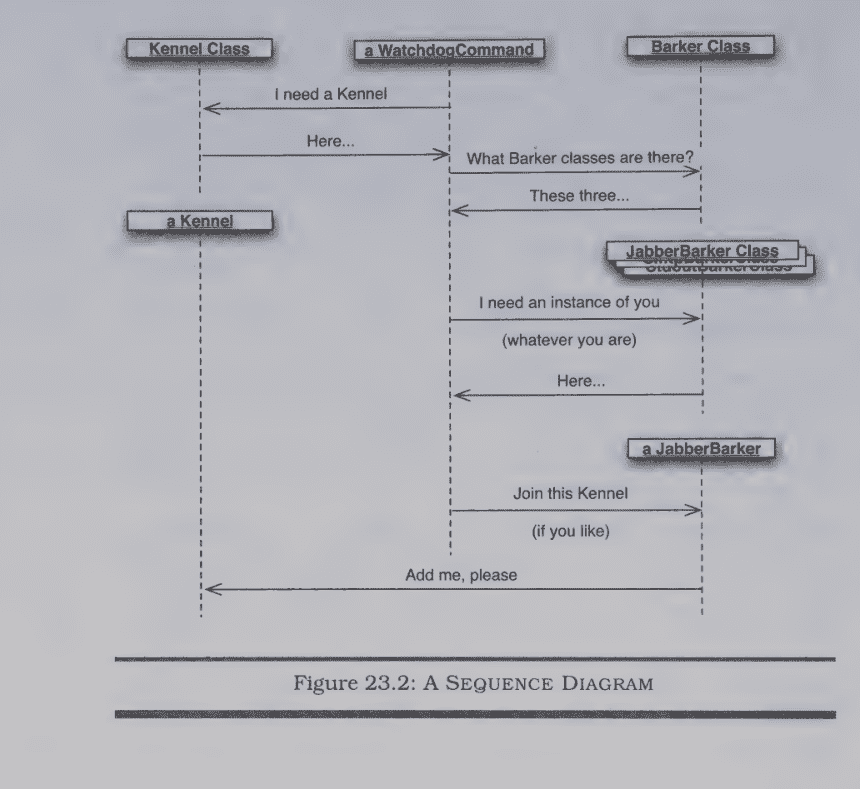 Kennel Class
a WatchdogCommand
Barker Class
I need a Kennel
Here...
What Barker classes are there?
These three...
a Kennel
JabberBarker Class
StdoutBarkerClass
I need an instance of you
(whatever you are)
Here...
a JabberBarker
Join this Kennel
(if you like)
Add me, please
Figure 23.2: A SEQUENCE DIAGRAM